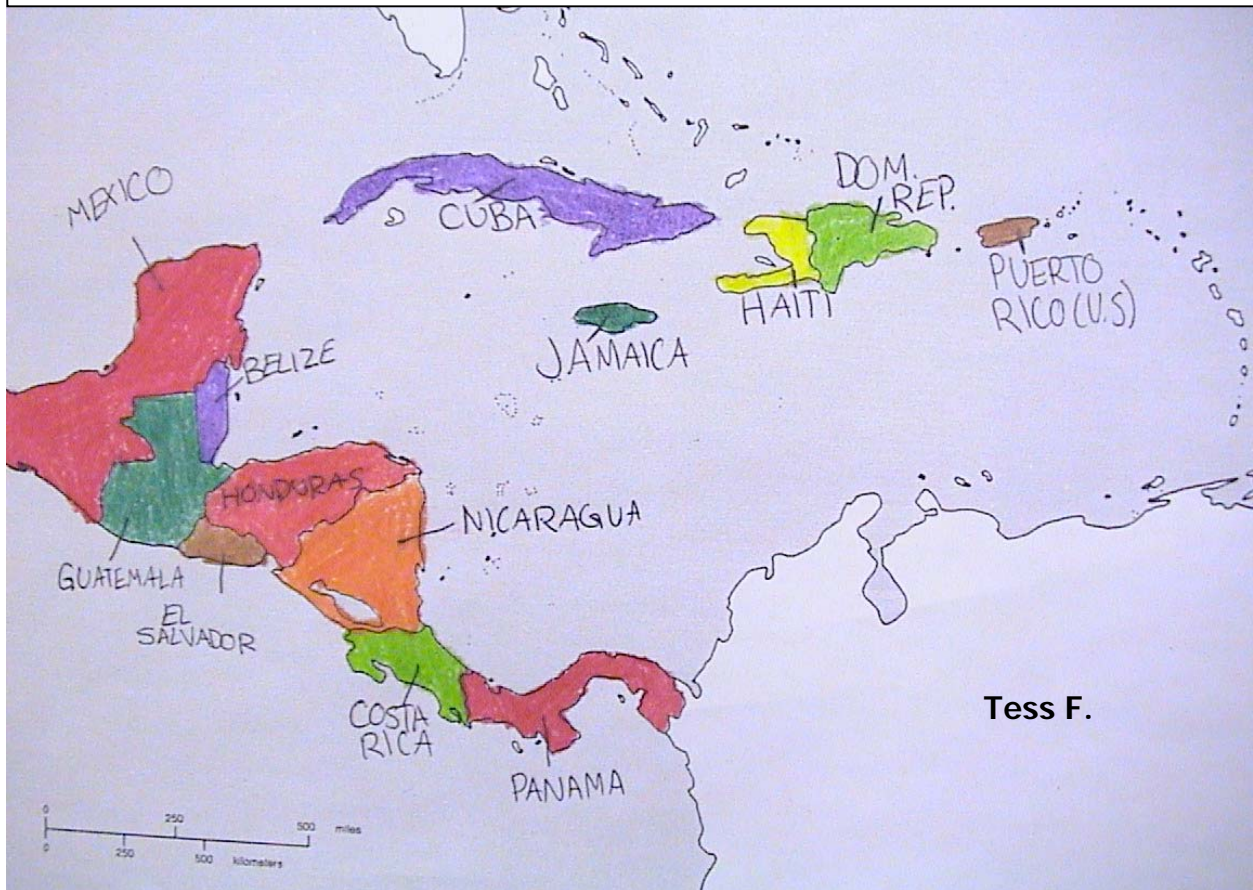 MEXICO
CUBA
DOM.
REP.
HAITI
PUERTO
RICO (U.S)
JAMAICA
BELIZE
HONDURAS
NICARAGUA
GUATEMALA
EL
SALVADOR
COSTA
RICA
PANAMA
Tess F.
0 250 500 miles
0 250 500 kilometers